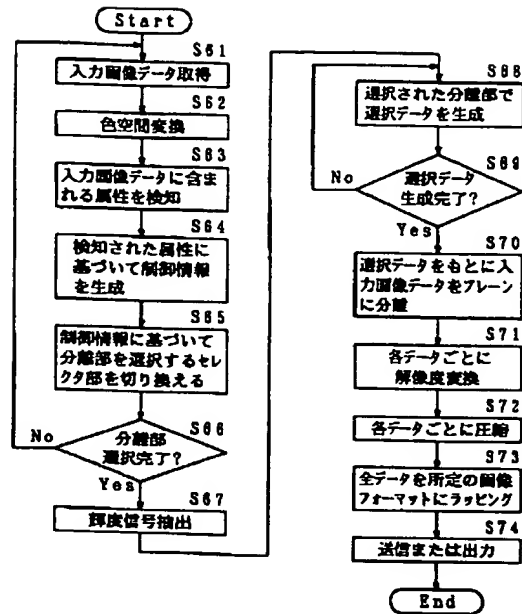 Start
S61
入力画像データ取得
S62
色空間変換
S63
入力画像データに含ま
れる属性を検知
S64
検知された属性に
基づいて制御情報
を生成
S65
制御情報に基づいて
分離部を選択するセレ
クタ部を切り換える
S66
No
分離部
選択完了?
Yes
S67
輝度信号抽出
S68
選択された分離部で
選択データを生成
S69
No
選択データ
生成完了?
Yes
S70
選択データをもとに入
力画像データをプレーン
に分離
S71
各データごとに
解像度変換
S72
各データごとに圧縮
S73
全データを所定の画像
フォーマットにラッピング
S74
送信または出力
End